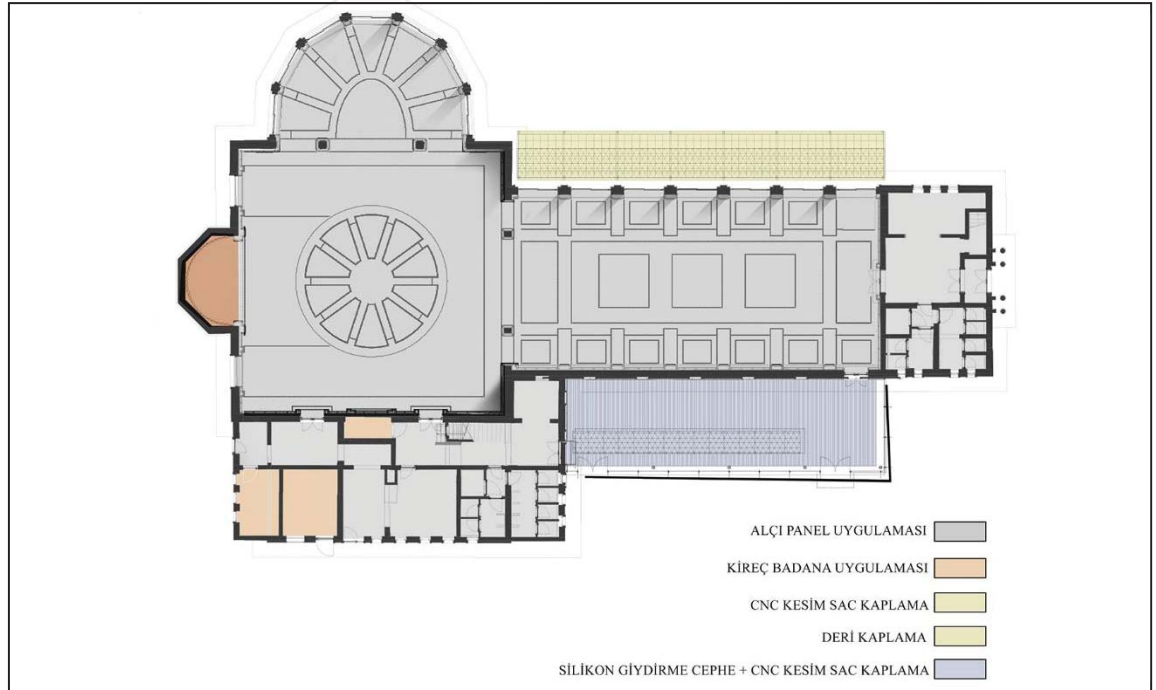 ALÇI PANEL UYGULAMASI
KİREÇ BADANA UYGULAMASI
CNC KESİM SAC KAPLAMA
DERİ KAPLAMA
SİLİKON GİYDİRME CEPHE + CNC KESİM SAC KAPLAMA